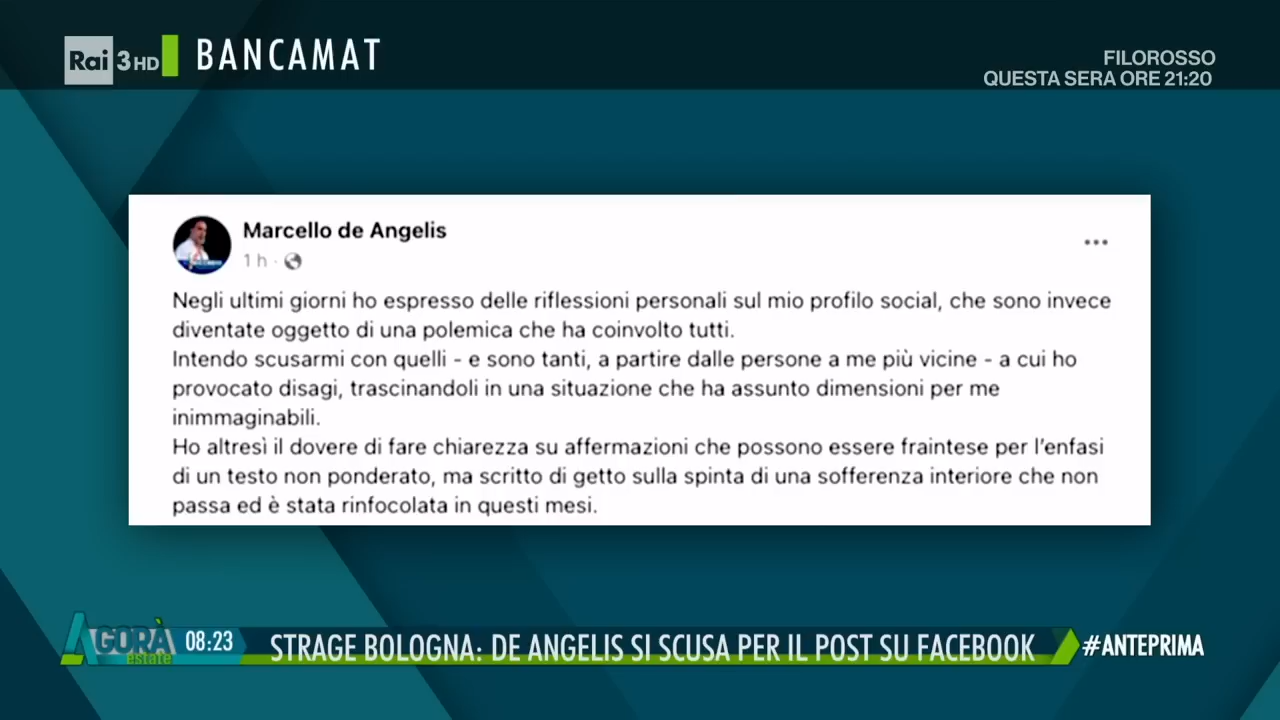 Rai 3HD
BANCAMAT
FILOROSSO
QUESTA SERA ORE 21:20
Marcello de Angelis
1 h ·
Negli ultimi giorni ho espresso delle riflessioni personali sul mio profilo social, che sono invece
diventate oggetto di una polemica che ha coinvolto tutti.
Intendo scusarmi con quelli - e sono tanti, a partire dalle persone a me più vicine - a cui ho
provocato disagi, trascinandoli in una situazione che ha assunto dimensioni per me
inimmaginabili.
Ho altresì il dovere di fare chiarezza su affermazioni che possono essere fraintese per l'enfasi
di un testo non ponderato, ma scritto di getto sulla spinta di una sofferenza interiore che non
passa ed è stata rinfocolata in questi mesi.
AGORÀ
estate
08:23
STRAGE BOLOGNA: DE ANGELIS SI SCUSA PER IL POST SU FACEBOOK
#ANTEPRIMA